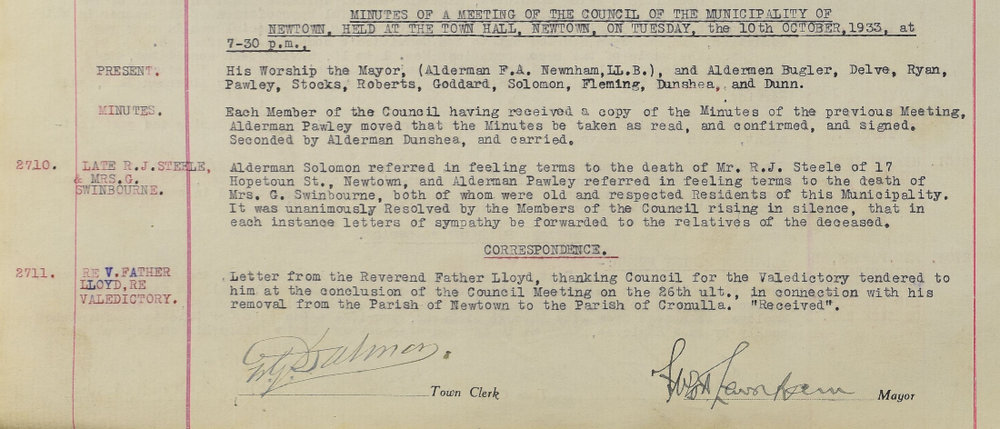 MINUTES OF A MEETING OF THE COUNCIL OF THE MUNICIPALITY OF
NEWTOWN, HELD AT THE TOWN HALL, NEWTOWN, ON TUESDAY, the 10th OCTOBER,1933, at
7-30 p.m.,
PRESENT. His Worship the Mayor, (Alderman F.A. Newnham,LL.B.), and Aldermen Bugler, Delve, Ryan,
Pawley, Stocks, Roberts, Goddard, Solomon, Fleming, Dunshea, and Dunn.
MINUTES. Each Member of the Council having received a copy of the Minutes of the previous Meeting,
Alderman Pawley moved that the Minutes be taken as read, and confirmed, and signed.
Seconded by Alderman Dunshea, and carried.
2710. LATE R.J.STEELE, Alderman Solomon referred in feeling terms to the death of Mr. R.J. Steele of 17
& MRS.G. Hopetoun St., Newtown, and Alderman Pawley referred in feeling terms to the death of
SWINBOURNE. Mrs. G. Swinbourne, both of whom were old and respected Residents of this Municipality.
It was unanimously Resolved by the Members of the Council rising in silence, that in
each instance letters of sympathy be forwarded to the relatives of the deceased.
CORRESPONDENCE.
2711. RE V.FATHER Letter from the Reverend Father Lloyd, thanking Council for the Valedictory tendered to
LLOYD,RE him at the conclusion of the Council Meeting on the 26th ult., in connection with his
VALEDICTORY. removal from the Parish of Newtown to the Parish of Cronulla. "Received".
Town Clerk
Mayor